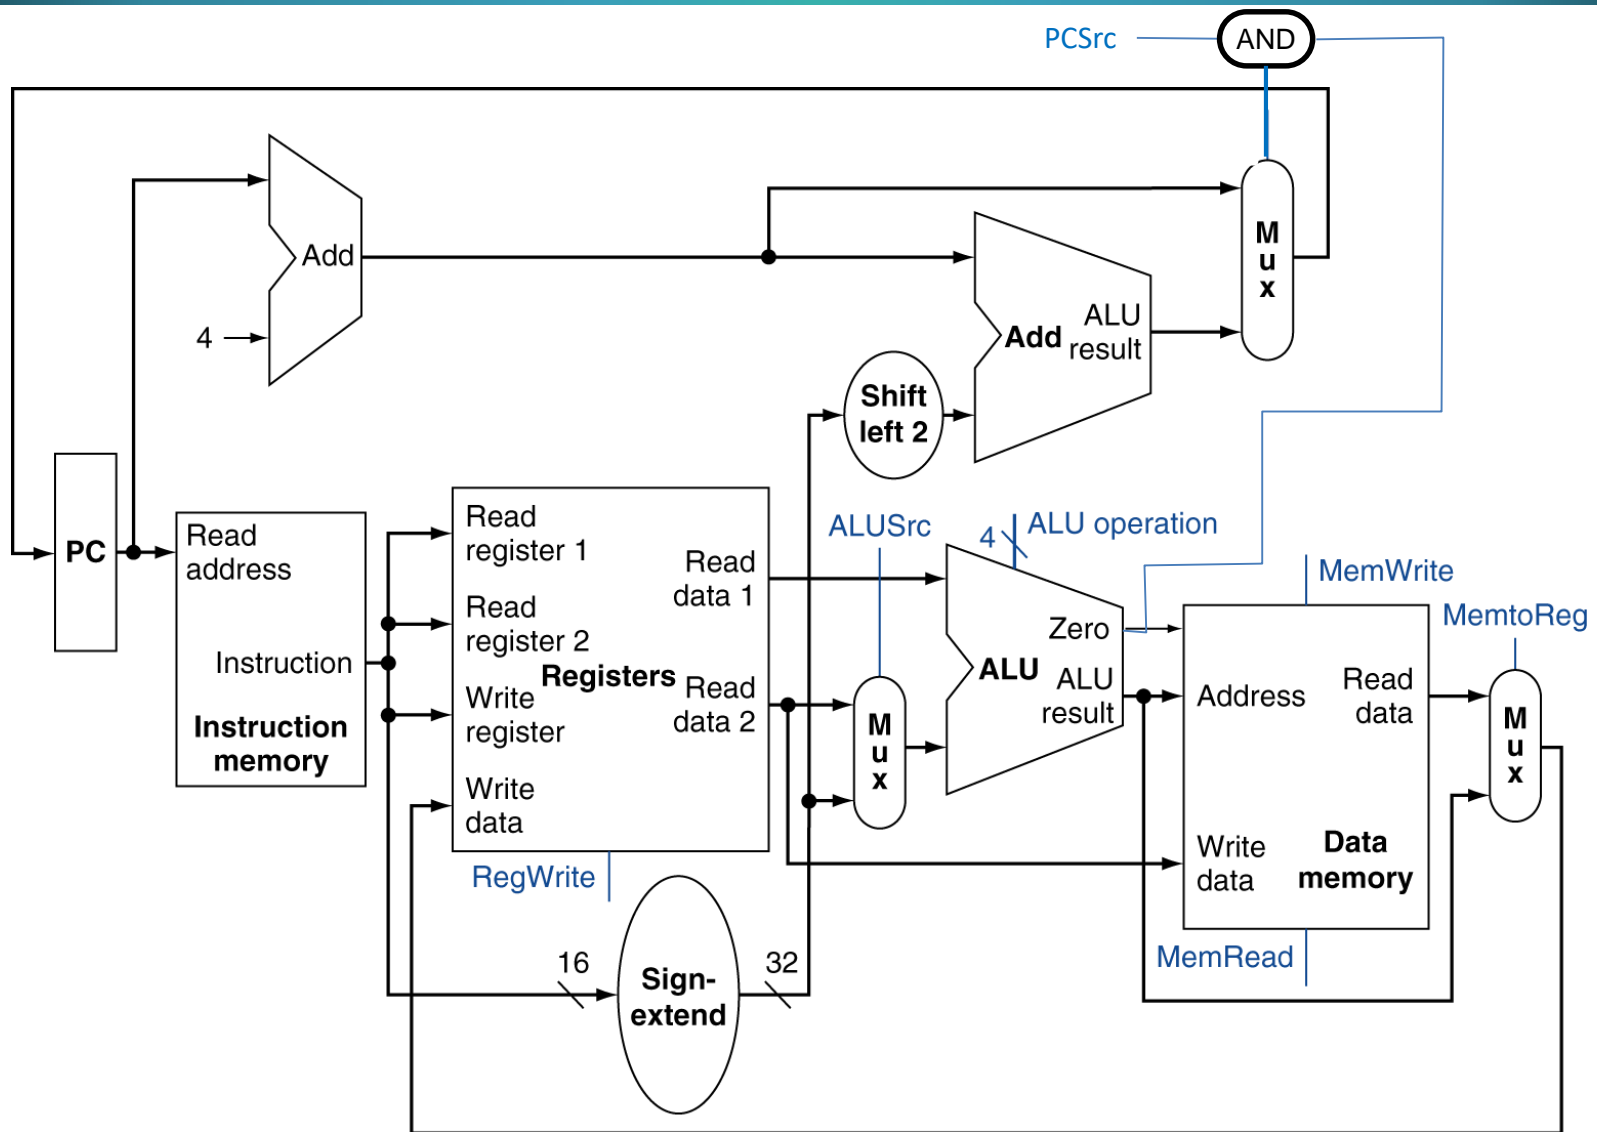 PCSrc
AND
M
u
x
Add
4
Add
ALU
result
Shift
left 2
PC
Read
address
Instruction
Instruction
memory
Read
register 1
Read
register 2
Write
register
Write
data
Registers
Read
data 1
Read
data 2
RegWrite
16
Sign-
extend
32
ALUSrc
M
u
x
4
ALU operation
Zero
ALU
ALU
result
MemWrite
MemtoReg
Address
Read
data
Write
data
Data
memory
MemRead
M
u
x